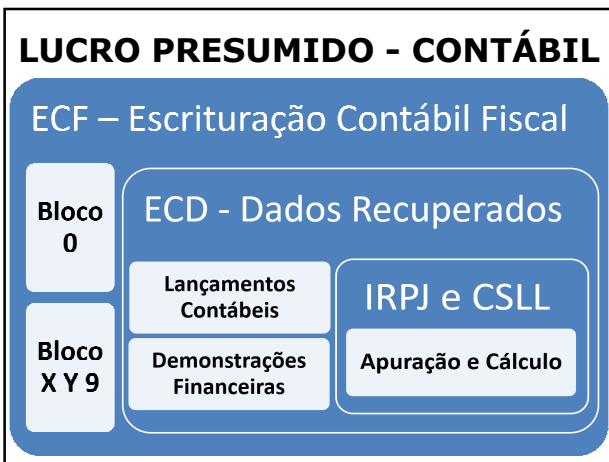 LUCRO PRESUMIDO - CONTÁBIL
ECF – Escrituração Contábil Fiscal
Bloco
0
Bloco
X Y 9
ECD - Dados Recuperados
Lançamentos
Contábeis
Demonstrações
Financeiras
IRPJ e CSLL
Apuração e Cálculo